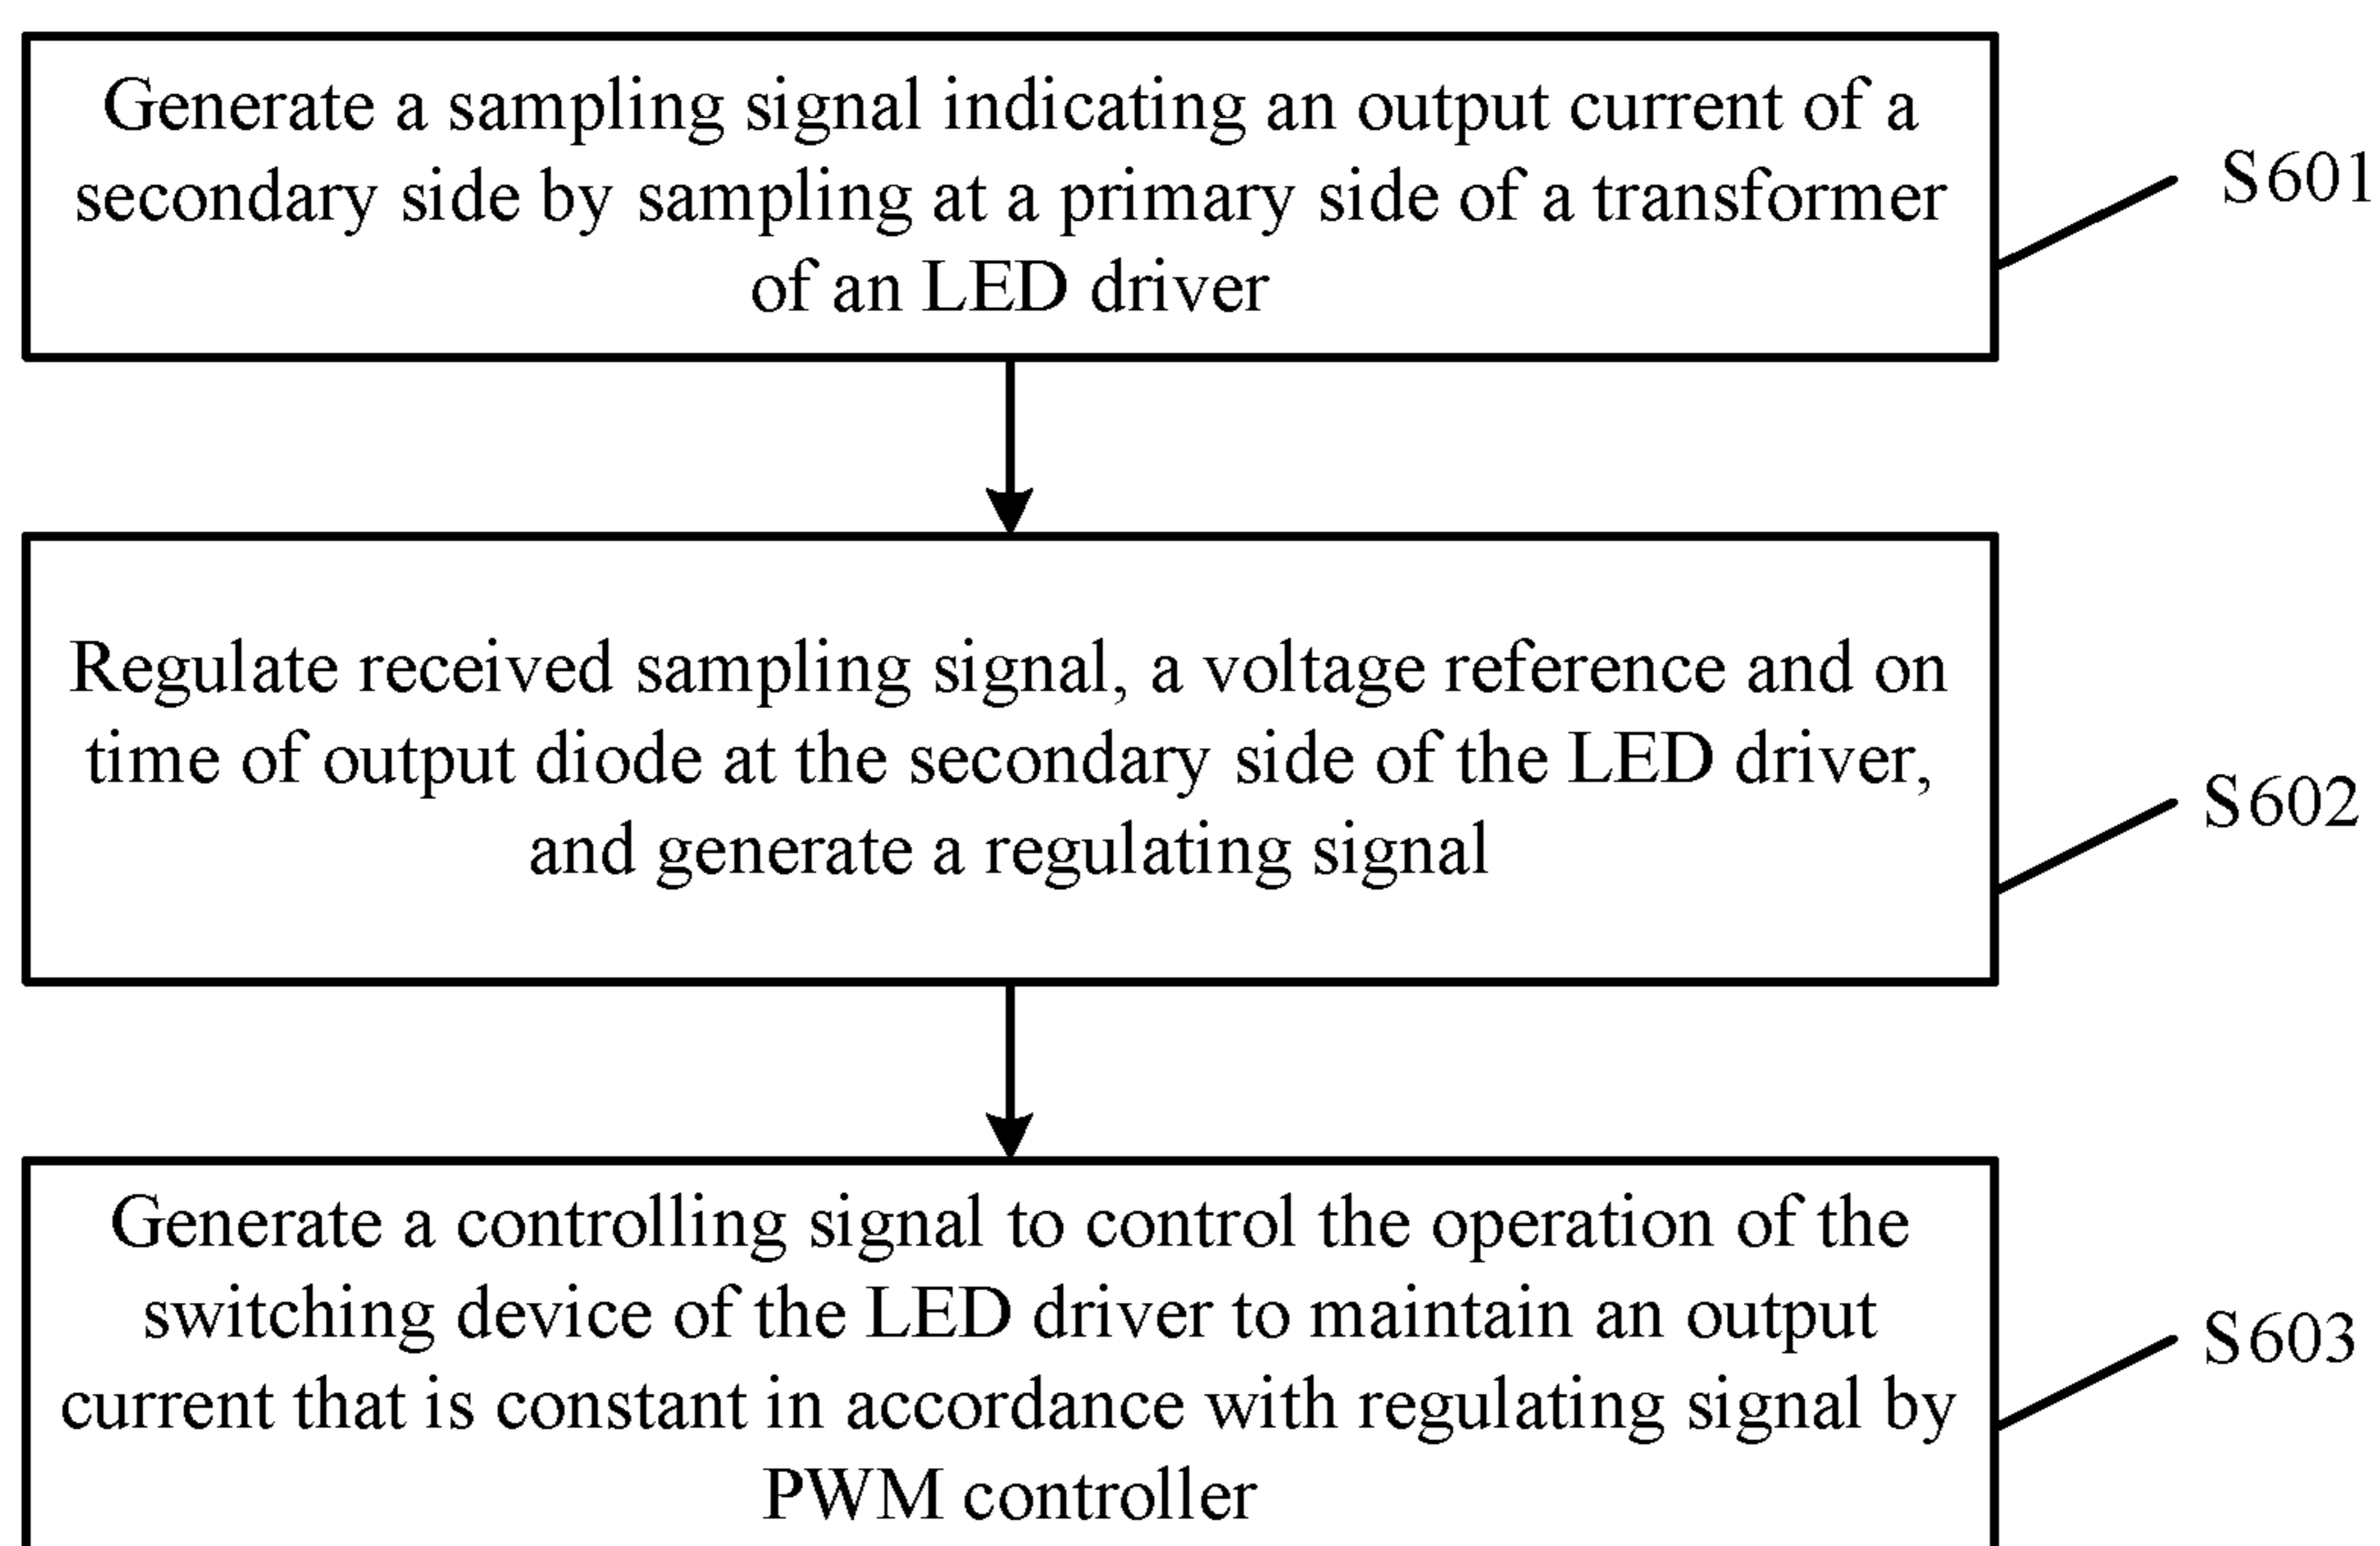 Generate a sampling signal indicating an output current of a
secondary side by sampling at a primary side of a transformer
of an LED driver
S601
Regulate received sampling signal, a voltage reference and on
time of output diode at the secondary side of the LED driver,
and generate a regulating signal
S602
Generate a controlling signal to control the operation of the
switching device of the LED driver to maintain an output
current that is constant in accordance with regulating signal by
PWM controller
S603